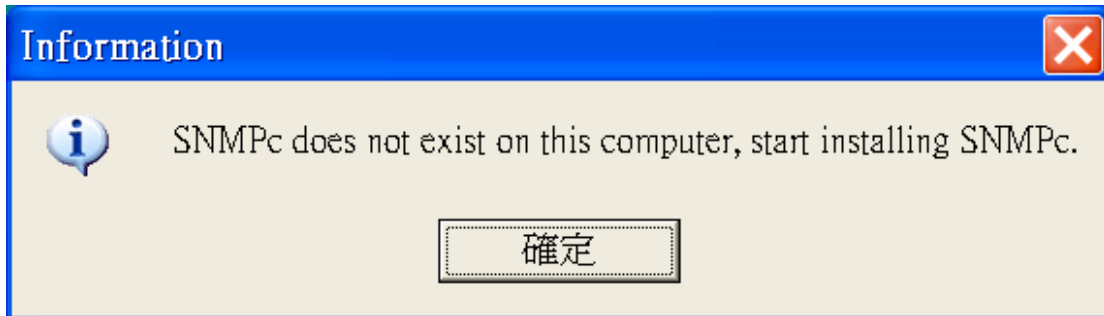 Information
SNMPc does not exist on this computer, start installing SNMPc.
確定